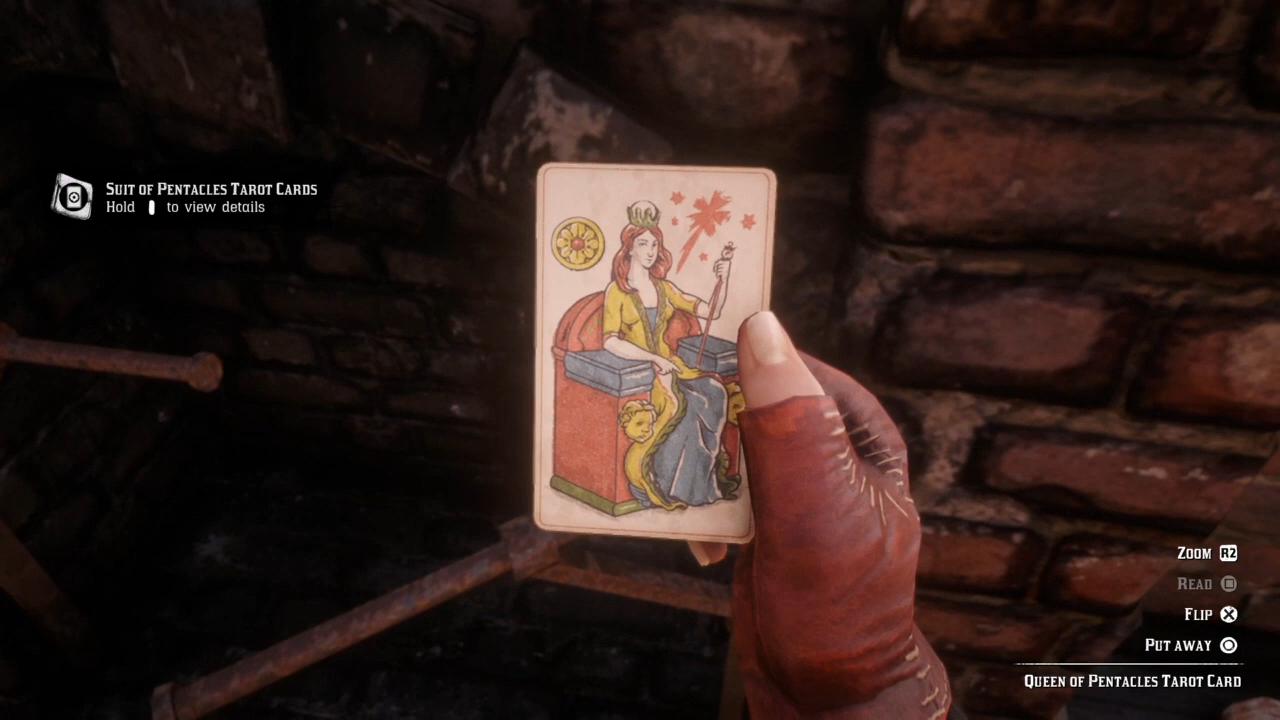 Suit of Pentacles Tarot Cards
Hold to view details
Zoom R2
Read
Flip
Put away
Queen of Pentacles Tarot Card